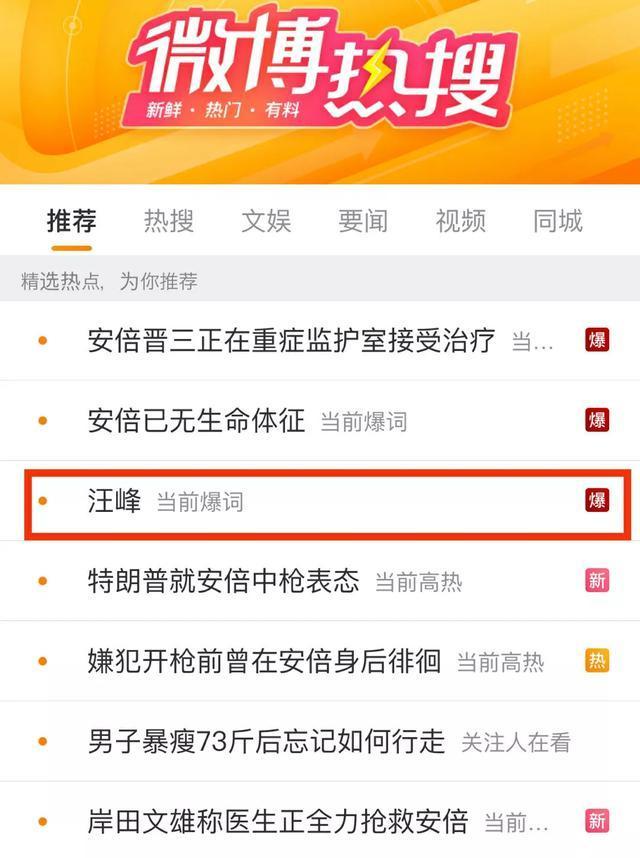 微博热搜
新鲜·热门·有料
推荐 热搜 文娱 要闻 视频 同城
精选热点，为你推荐
安倍晋三正在重症监护室接受治疗 当... 爆
安倍已无生命体征 当前爆词 爆
汪峰 当前爆词 爆
特朗普就安倍中枪表态 当前高热 新
嫌犯开枪前曾在安倍身后徘徊 当前高热 热
男子暴瘦73斤后忘记如何行走 关注人在看
岸田文雄称医生正全力抢救安倍 当前... 新